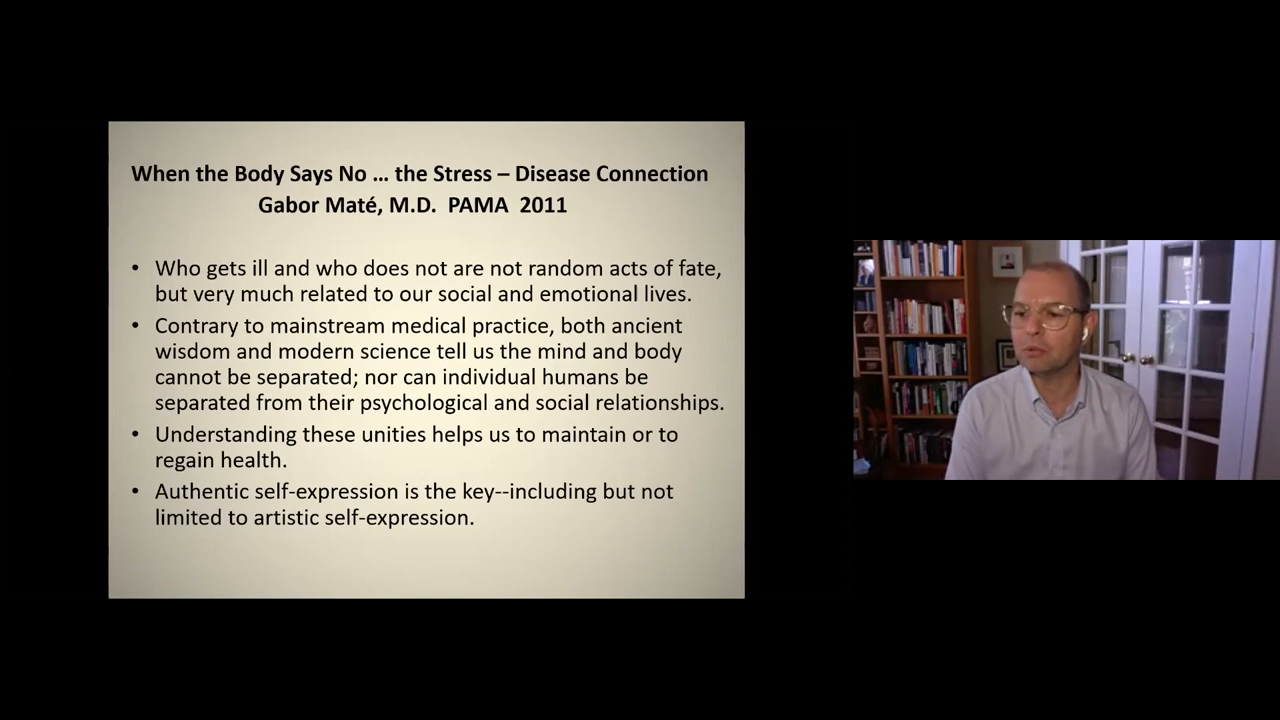 When the Body Says No ... the Stress – Disease Connection
Gabor Maté, M.D.  PAMA  2011
• Who gets ill and who does not are not random acts of fate,
but very much related to our social and emotional lives.
• Contrary to mainstream medical practice, both ancient
wisdom and modern science tell us the mind and body
cannot be separated; nor can individual humans be
separated from their psychological and social relationships.
• Understanding these unities helps us to maintain or to
regain health.
• Authentic self-expression is the key--including but not
limited to artistic self-expression.